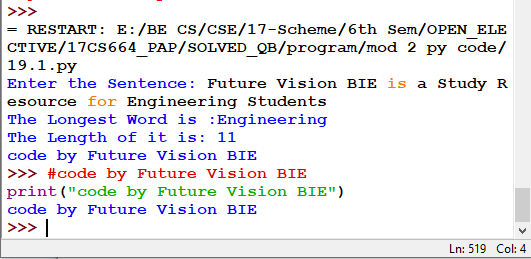 >>>
= RESTART: E:/BE CS/CSE/17-Scheme/6th Sem/OPEN_ELE
CTIVE/17CS664_PAP/SOLVED_QB/program/mod 2 py code/
19.1.py
Enter the Sentence: Future Vision BIE is a Study R
esource for Engineering Students
The Longest Word is :Engineering
The Length of it is: 11
code by Future Vision BIE
>>> #code by Future Vision BIE
print("code by Future Vision BIE")
code by Future Vision BIE
>>>
Ln: 519 Col: 4